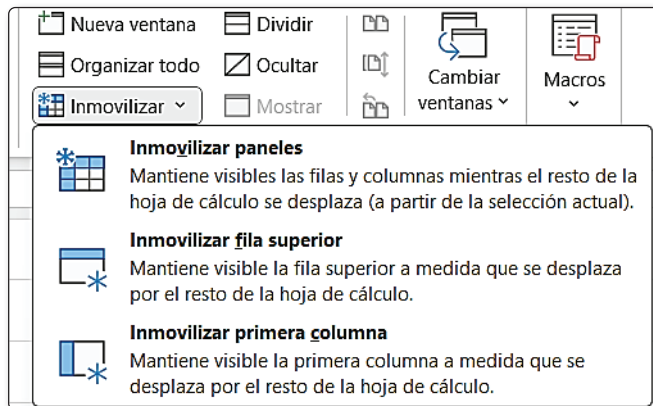 Nueva ventana
Dividir
Organizar todo
Ocultar
Inmovilizar
Mostrar
Cambiar
ventanas
Macros
Inmovilizar paneles
Mantiene visibles las filas y columnas mientras el resto de la
hoja de cálculo se desplaza (a partir de la selección actual).
Inmovilizar fila superior
Mantiene visible la fila superior a medida que se desplaza
por el resto de la hoja de cálculo.
Inmovilizar primera columna
Mantiene visible la primera columna a medida que se
desplaza por el resto de la hoja de cálculo.